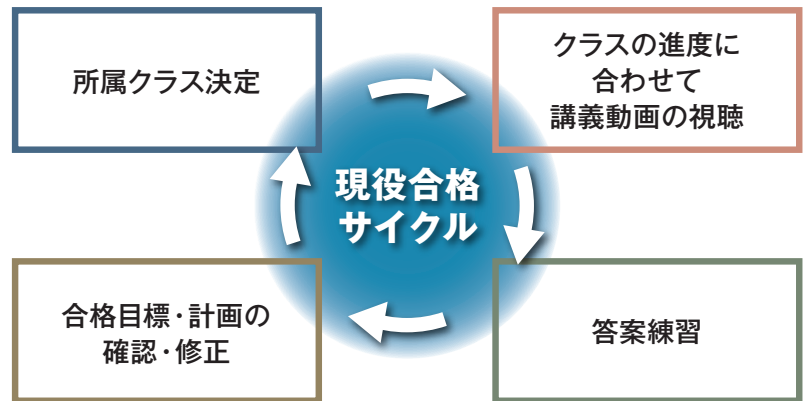 所属クラス決定
クラスの進度に
合わせて
講義動画の視聴
現役合格
サイクル
合格目標・計画の
確認・修正
答案練習